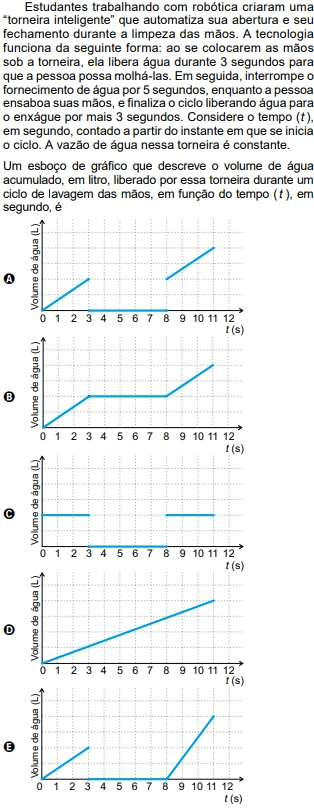 Estudantes trabalhando com robótica criaram uma
“torneira inteligente” que automatiza sua abertura e seu
fechamento durante a limpeza das mãos. A tecnologia
funciona da seguinte forma: ao se colocarem as mãos
sob a torneira, ela libera água durante 3 segundos para
que a pessoa possa molhá-las. Em seguida, interrompe o
fornecimento de água por 5 segundos, enquanto a pessoa
ensaboa suas mãos, e finaliza o ciclo liberando água para
o enxágue por mais 3 segundos. Considere o tempo (t),
em segundo, contado a partir do instante em que se inicia
o ciclo. A vazão de água nessa torneira é constante.
Um esboço de gráfico que descreve o volume de água
acumulado, em litro, liberado por essa torneira durante um
ciclo de lavagem das mãos, em função do tempo (t), em
segundo, é
A
Volume de água (L)
0 1 2 3 4 5 6 7 8 9 10 11 12
t (s)
B
Volume de água (L)
0 1 2 3 4 5 6 7 8 9 10 11 12
t (s)
C
Volume de água (L)
0 1 2 3 4 5 6 7 8 9 10 11 12
t (s)
D
Volume de água (L)
0 1 2 3 4 5 6 7 8 9 10 11 12
t (s)
E
Volume de água (L)
0 1 2 3 4 5 6 7 8 9 10 11 12
t (s)